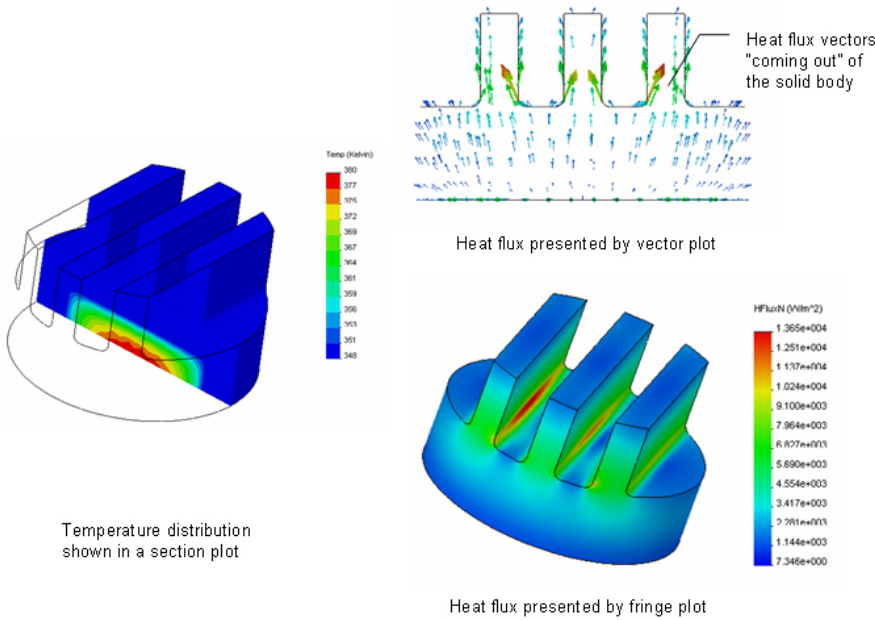 Heat flux vectors
"coming out" of
the solid body
Heat flux presented by vector plot
Temp (Kelvin)
380
377
375
372
369
367
364
361
359
356
353
351
348
Temperature distribution
shown in a section plot
HFluxN (W/m^2)
1.365e+004
1.251e+004
1.137e+004
1.024e+004
9.100e+003
7.964e+003
6.827e+003
5.690e+003
4.554e+003
3.417e+003
2.281e+003
1.144e+003
7.346e+000
Heat flux presented by fringe plot